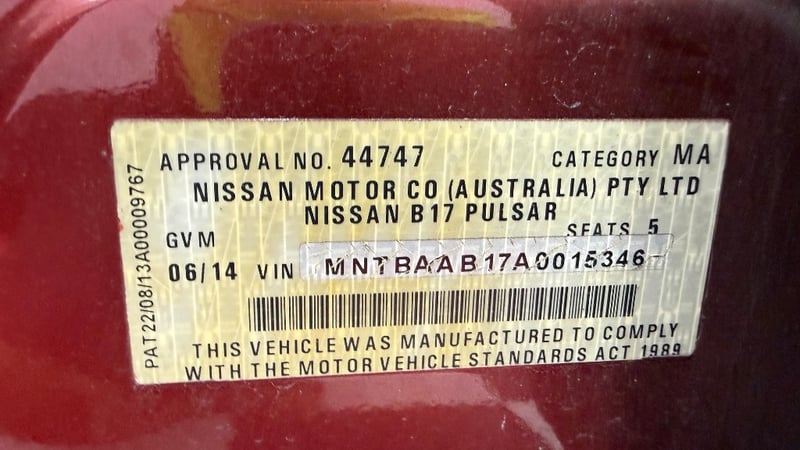 APPROVAL NO. 44747 CATEGORY MA
NISSAN MOTOR CO (AUSTRALIA) PTY LTD
NISSAN B17 PULSAR
GVM SEATS 5
06/14 VIN MNTBAAB17A0015346
THIS VEHICLE WAS MANUFACTURED TO COMPLY
WITH THE MOTOR VEHICLE STANDARDS ACT 1989
PAT22/08/13A00009767